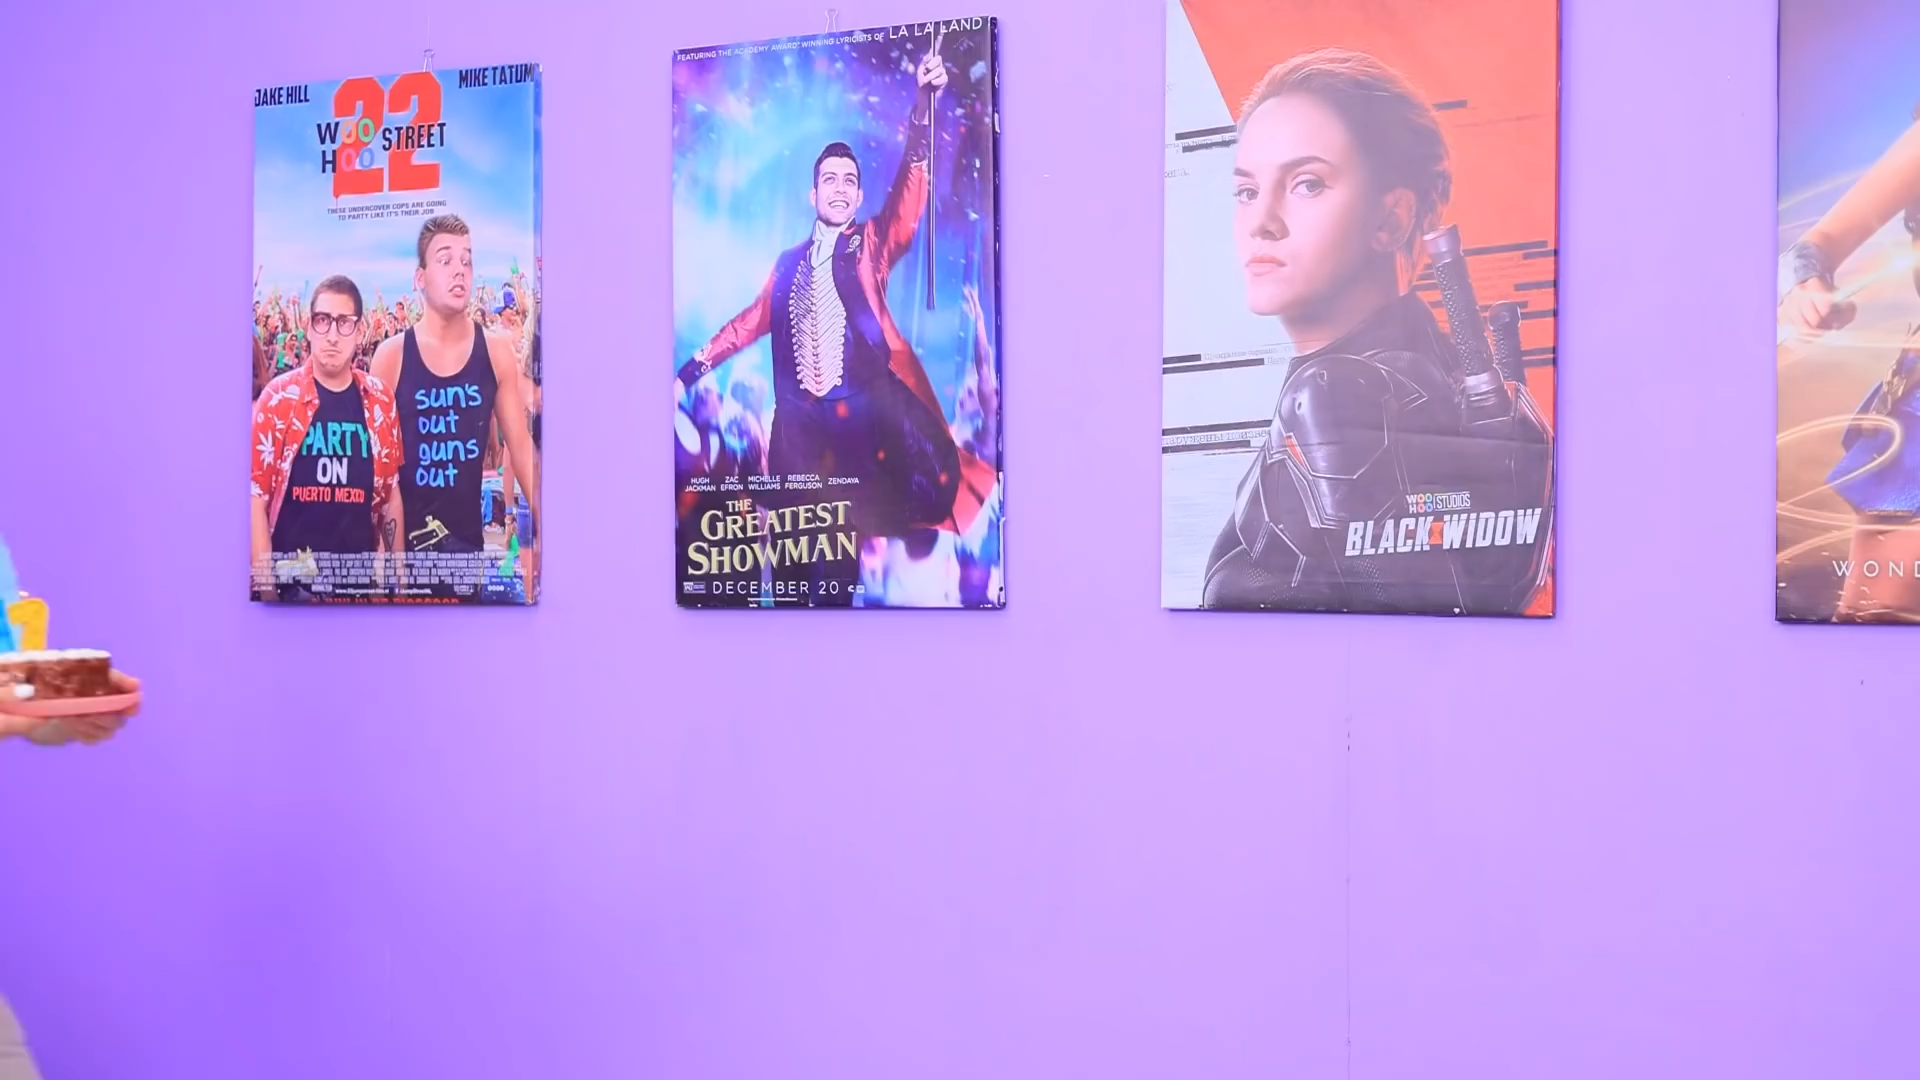 JAKE HILL
MIKE TATUM
22
WOO
HOO
STREET
THESE UNDERCOVER COPS ARE GOING
TO PARTY LIKE IT'S THEIR JOB
PARTY
ON
PUERTO MEXICO
sun's
out
guns
out
FEATURING THE ACADEMY AWARD WINNING LYRICISTS OF LA LA LAND
HUGH JACKMAN
ZAC EFRON
MICHELLE WILLIAMS
REBECCA FERGUSON
ZENDAYA
THE
GREATEST
SHOWMAN
DECEMBER 20
WOO
HOO
STUDIOS
BLACK WIDOW
WOND
1